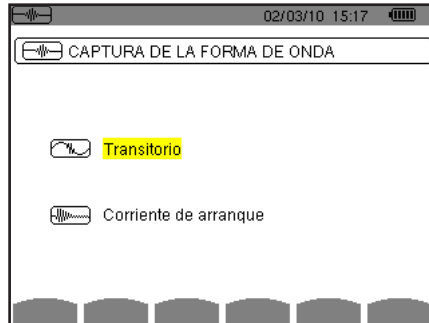 02/03/10 15:17
CAPTURA DE LA FORMA DE ONDA
Transitorio
Corriente de arranque